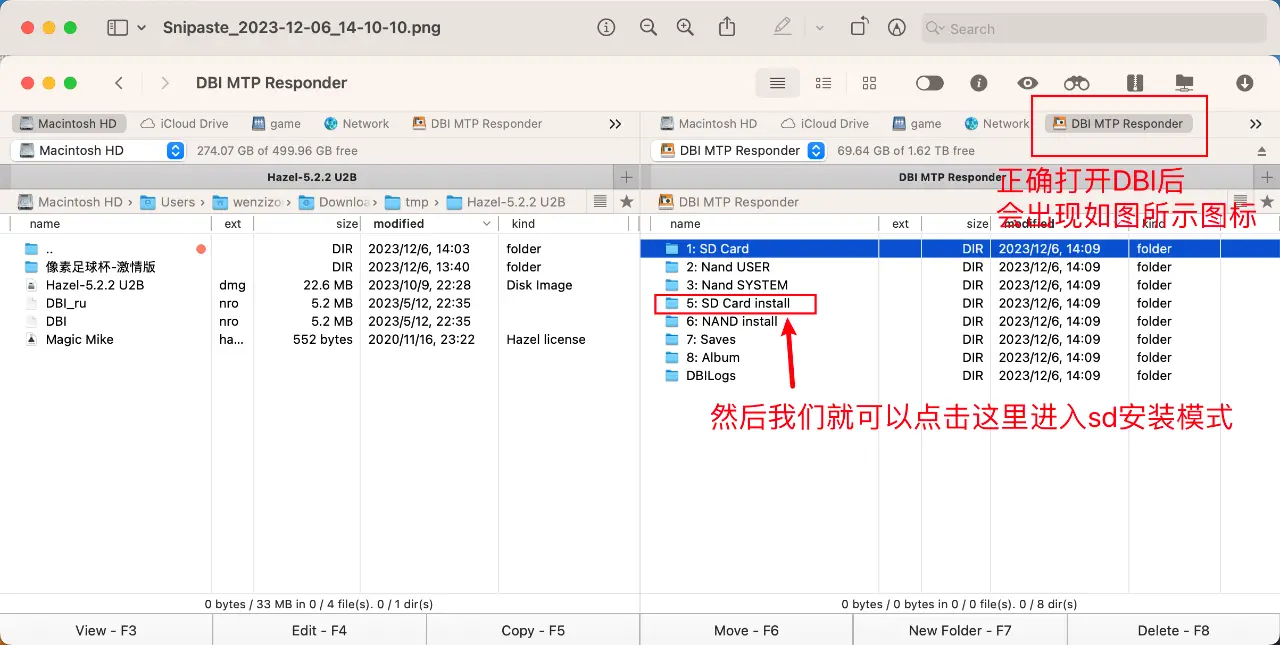 Snipaste_2023-12-06_14-10-10.png
Search
DBI MTP Responder
Macintosh HD iCloud Drive game Network DBI MTP Responder
Macintosh HD iCloud Drive game Network DBI MTP Responder
Macintosh HD 274.07 GB of 499.96 GB free
DBI MTP Responder 69.64 GB of 1.62 TB free
Hazel-5.2.2 U2B
DBI MTP Responder
正确打开DBI后
会出现如图所示图标
Macintosh HD › Users › wenzizo › Downloa › tmp › Hazel-5.2.2 U2B
DBI MTP Responder
name ext size modified kind
.. DIR 2023/12/6, 14:03 folder
像素足球杯-激情版 DIR 2023/12/6, 13:40 folder
Hazel-5.2.2 U2B dmg 22.6 MB 2023/10/9, 22:28 Disk Image
DBI_ru nro 5.2 MB 2023/5/12, 22:35
DBI nro 5.2 MB 2023/5/12, 22:35
Magic Mike ha... 552 bytes 2020/11/16, 23:22 Hazel license
name ext size modified kind
1: SD Card DIR 2023/12/6, 14:09 folder
2: Nand USER DIR 2023/12/6, 14:09 folder
3: Nand SYSTEM DIR 2023/12/6, 14:09 folder
5: SD Card install DIR 2023/12/6, 14:09 folder
6: NAND install DIR 2023/12/6, 14:09 folder
7: Saves DIR 2023/12/6, 14:09 folder
8: Album DIR 2023/12/6, 14:09 folder
DBILogs DIR 2023/12/6, 14:09 folder
然后我们就可以点击这里进入sd安装模式
0 bytes / 33 MB in 0 / 4 file(s). 0 / 1 dir(s)
0 bytes / 0 bytes in 0 / 0 file(s). 0 / 8 dir(s)
View - F3 Edit - F4 Copy - F5 Move - F6 New Folder - F7 Delete - F8